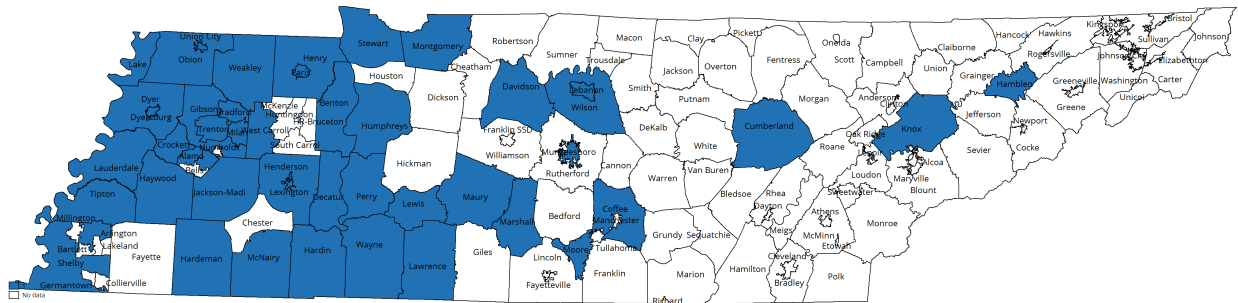 Union City
Lake
Obion
Weakley
Henry
Paris
Stewart
Montgomery
Houston
Robertson
Cheatham
Dickson
Sumner
Trousdale
Macon
Clay
Pickett
Jackson
Overton
Fentress
Smith
Putnam
Oneida
Scott
Campbell
Claiborne
Union
Hancock
Hawkins
Rogersville
Grainger
Hamblen
Bristol
Sullivan
Johnson
Elizabethton
Carter
Washington
Unicoi
Greeneville
Greene
Jefferson
Newport
Cocke
Sevier
Knox
Anderson
Clinton
Oak Ridge
Morgan
Cumberland
Roane
Loudon
Alcoa
Maryville
Blount
Monroe
Sweetwater
Athens
McMinn
Etowah
Meigs
Dayton
Rhea
Bledsoe
Cleveland
Bradley
Polk
Hamilton
Marion
Sequatchie
Grundy
Van Buren
Warren
White
DeKalb
Cannon
Davidson
Lebanon
Wilson
Franklin SSD
Williamson
Rutherford
Coffee
Manchester
Tullahoma
Bedford
Moore
Lincoln
Fayetteville
Franklin
Giles
Marshall
Maury
Hickman
Humphreys
Benton
Lewis
Perry
Decatur
Wayne
Lawrence
Hardin
McNairy
Hardeman
Chester
Henderson
Lexington
Jackson-Madi
Haywood
Lauderdale
Tipton
Crockett
Alamo
Humboldt
Trenton
Milan
Gibson
Bradford
Dyer
Dyersburg
McKenzie
Huntingdon
West Carroll
South Carroll
Millington
Arlington
Lakeland
Bartlett
Shelby
Germantown
Collierville
Fayette
No data